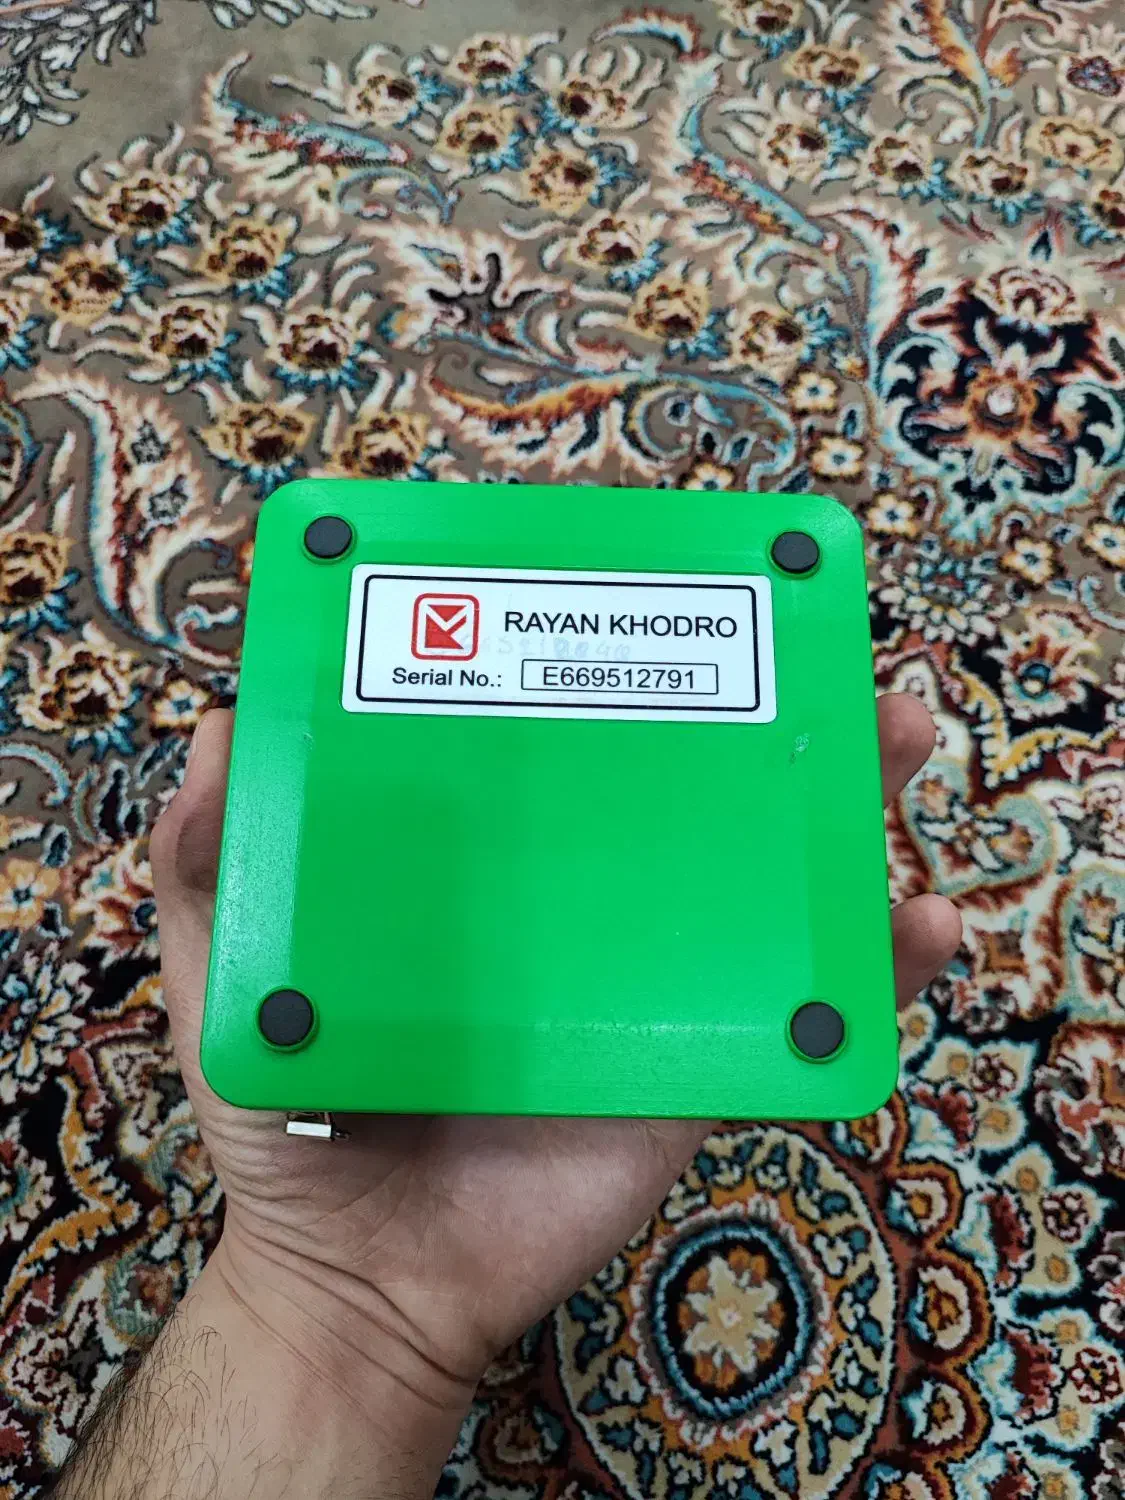 RAYAN KHODRO
Serial No.: E669512791